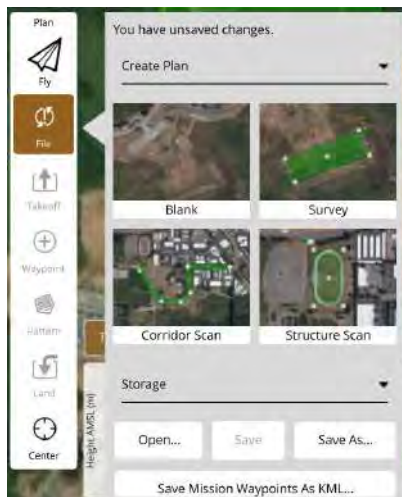 Plan
Fly
File
Takeoff
Waypoint
Pattern
Land
Center
You have unsaved changes.
Create Plan
Blank
Survey
Corridor Scan
Structure Scan
T
Height AMSL (m)
Storage
Open...
Save
Save As...
Save Mission Waypoints As KML...